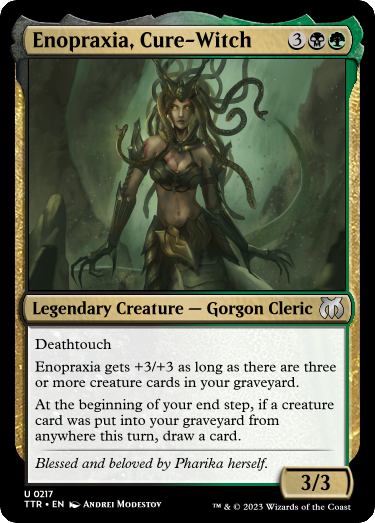 Enopraxia, Cure-Witch 3
Legendary Creature — Gorgon Cleric
Deathtouch
Enopraxia gets +3/+3 as long as there are three
or more creature cards in your graveyard.
At the beginning of your end step, if a creature
card was put into your graveyard from
anywhere this turn, draw a card.
Blessed and beloved by Pharika herself.
3/3
U 0217
TTR • EN Andrei Modestov
™ & © 2023 Wizards of the Coast